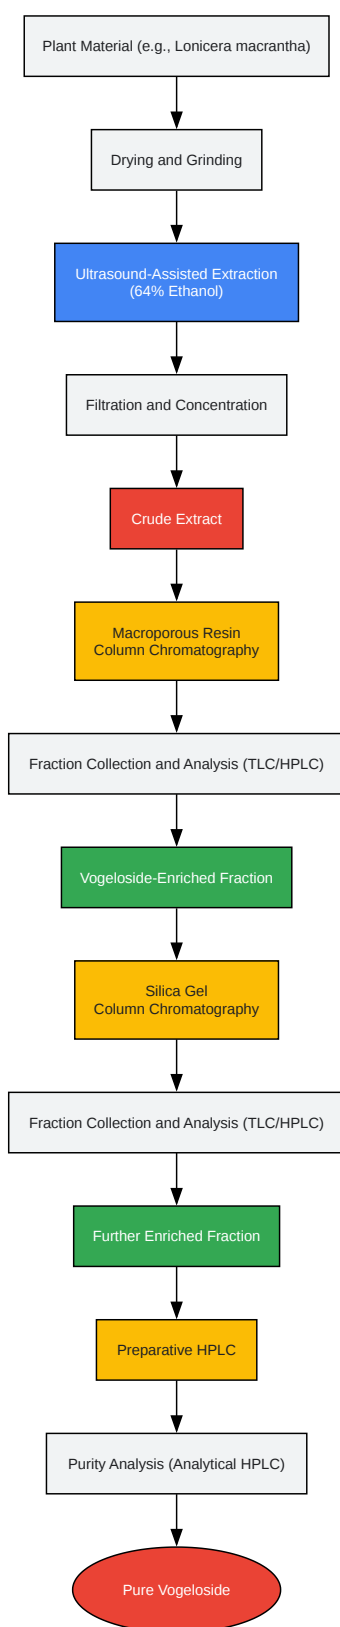 Plant Material (e.g., Lonicera macrantha)
Drying and Grinding
Ultrasound-Assisted Extraction
(64% Ethanol)
Filtration and Concentration
Crude Extract
Macroporous Resin
Column Chromatography
Fraction Collection and Analysis (TLC/HPLC)
Vogeloside-Enriched Fraction
Silica Gel
Column Chromatography
Fraction Collection and Analysis (TLC/HPLC)
Further Enriched Fraction
Preparative HPLC
Purity Analysis (Analytical HPLC)
Pure Vogeloside